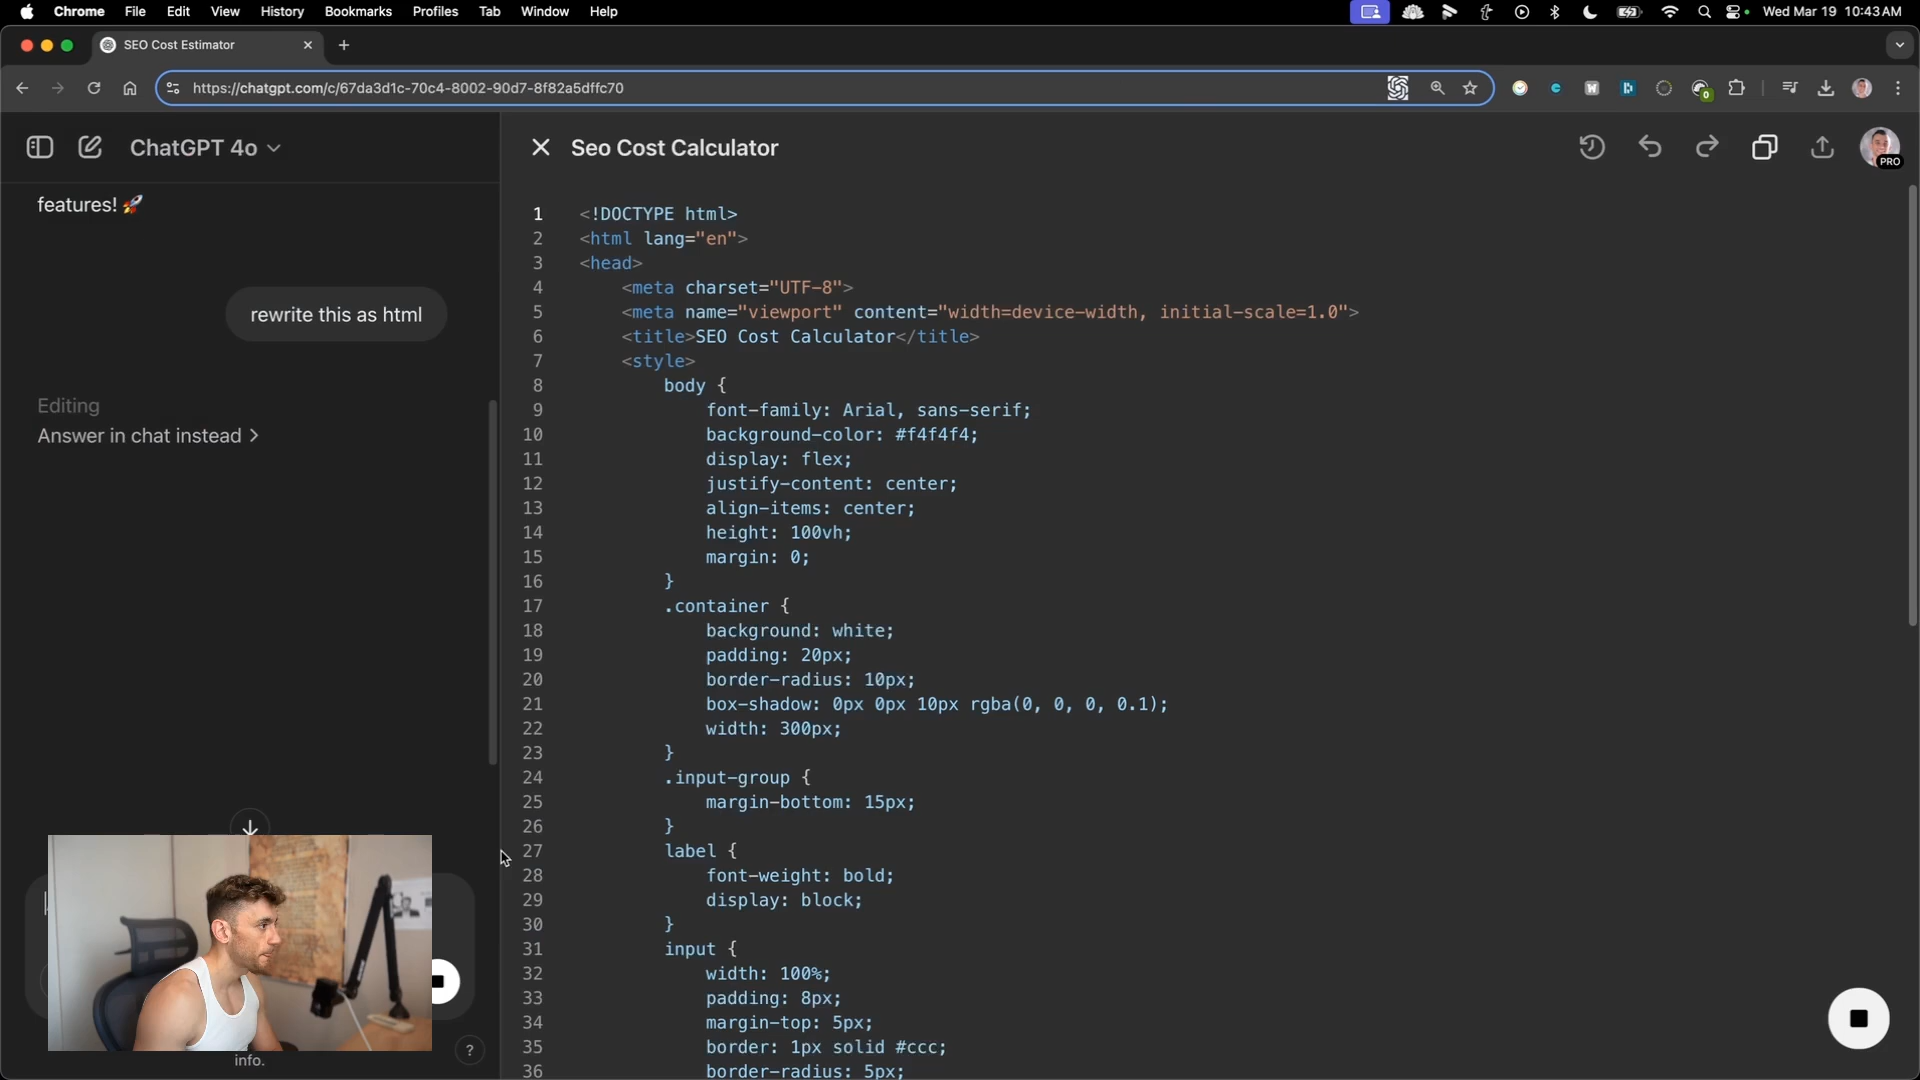 Chrome File Edit View History Bookmarks Profiles Tab Window Help Wed Mar 19 10:43 AM
SEO Cost Estimator
https://chatgpt.com/c/67da3d1c-70c4-8002-90d7-8f82a5dffc70
0
ChatGPT 4o
features! 🚀
rewrite this as html
Editing
Answer in chat instead >
info.
?
Seo Cost Calculator
PRO
1 <!DOCTYPE html>
2 <html lang="en">
3 <head>
4 <meta charset="UTF-8">
5 <meta name="viewport" content="width=device-width, initial-scale=1.0">
6 <title>SEO Cost Calculator</title>
7 <style>
8 body {
9 font-family: Arial, sans-serif;
10 background-color: #f4f4f4;
11 display: flex;
12 justify-content: center;
13 align-items: center;
14 height: 100vh;
15 margin: 0;
16 }
17 .container {
18 background: white;
19 padding: 20px;
20 border-radius: 10px;
21 box-shadow: 0px 0px 10px rgba(0, 0, 0, 0.1);
22 width: 300px;
23 }
24 .input-group {
25 margin-bottom: 15px;
26 }
27 label {
28 font-weight: bold;
29 display: block;
30 }
31 input {
32 width: 100%;
33 padding: 8px;
34 margin-top: 5px;
35 border: 1px solid #ccc;
36 border-radius: 5px;